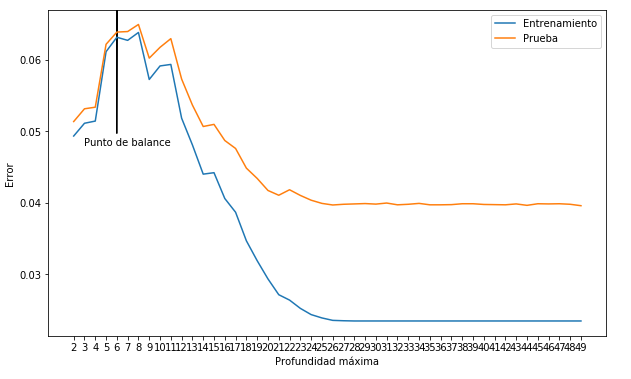 Entrenamiento
Prueba
0.06
0.05
0.04
0.03
Error
Punto de balance
2 3 4 5 6 7 8 9 10 11 12 13 14 15 16 17 18 19 20 21 22 23 24 25 26 27 28 29 30 31 32 33 34 35 36 37 38 39 40 41 42 43 44 45 46 47 48 49
Profundidad máxima